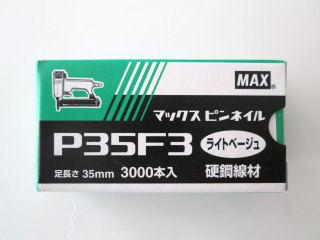 MAX®
マックス ピンネイル
P35F3
ライトベージュ
足長さ 35mm 3000本入
硬鋼線材